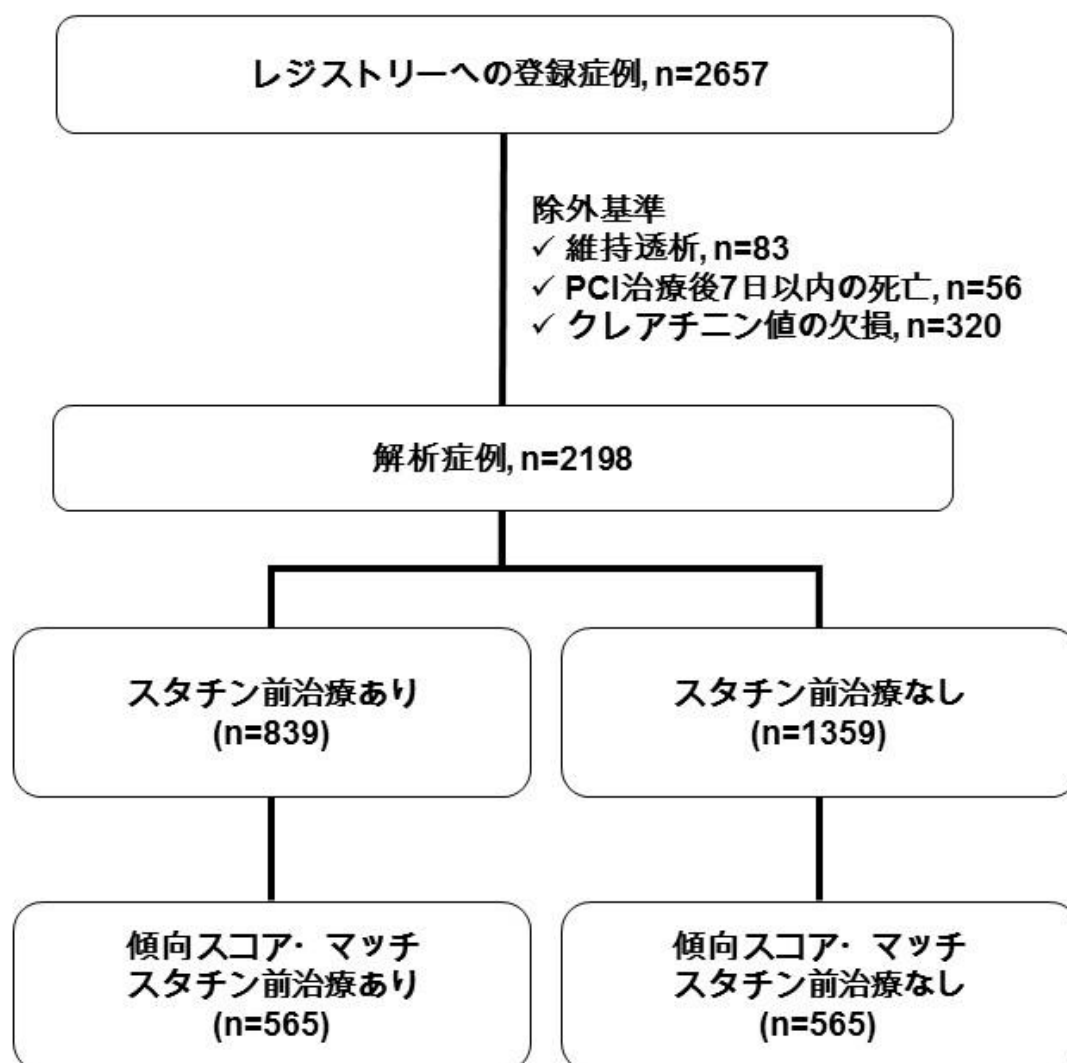 レジストリーへの登録症例, n=2657
除外基準
✓ 維持透析, n=83
✓ PCI治療後7日以内の死亡, n=56
✓ クレアチニン値の欠損, n=320
解析症例, n=2198
スタチン前治療あり
(n=839)
スタチン前治療なし
(n=1359)
傾向スコア・マッチ
スタチン前治療あり
(n=565)
傾向スコア・マッチ
スタチン前治療なし
(n=565)